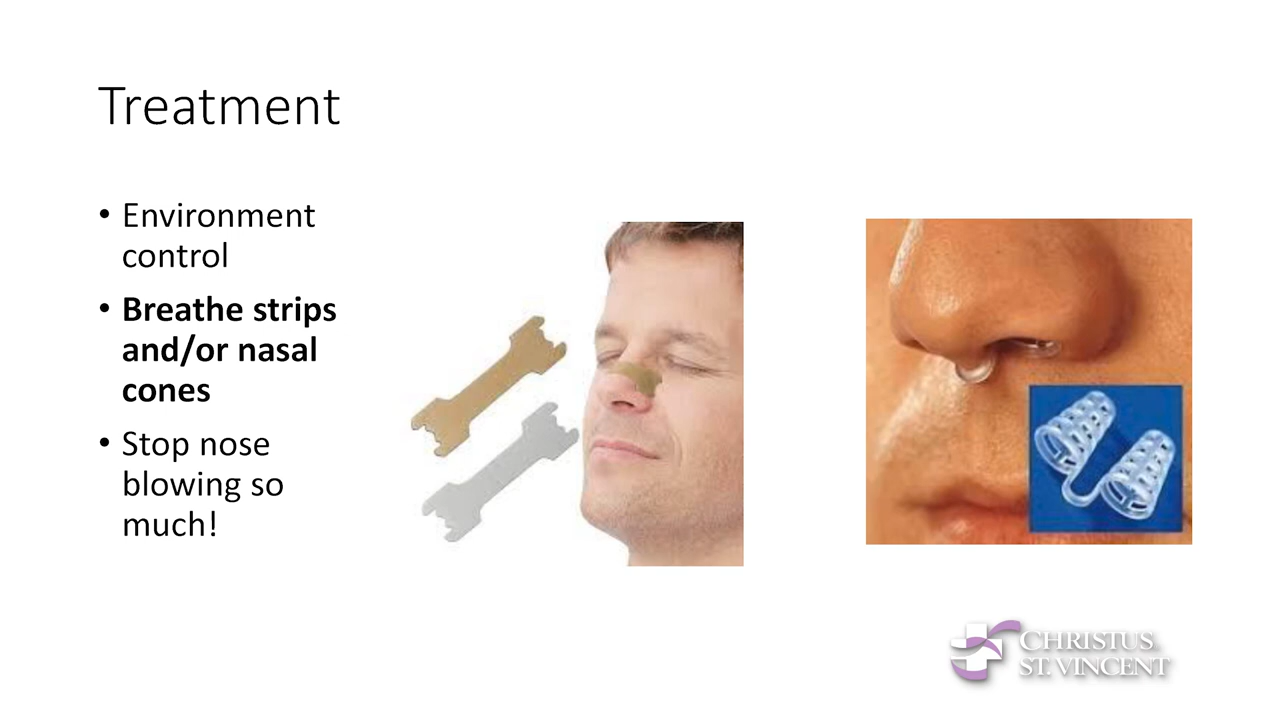 Treatment
• Environment
control
• Breathe strips
and/or nasal
cones
• Stop nose
blowing so
much!
CHRISTUS
ST. VINCENT